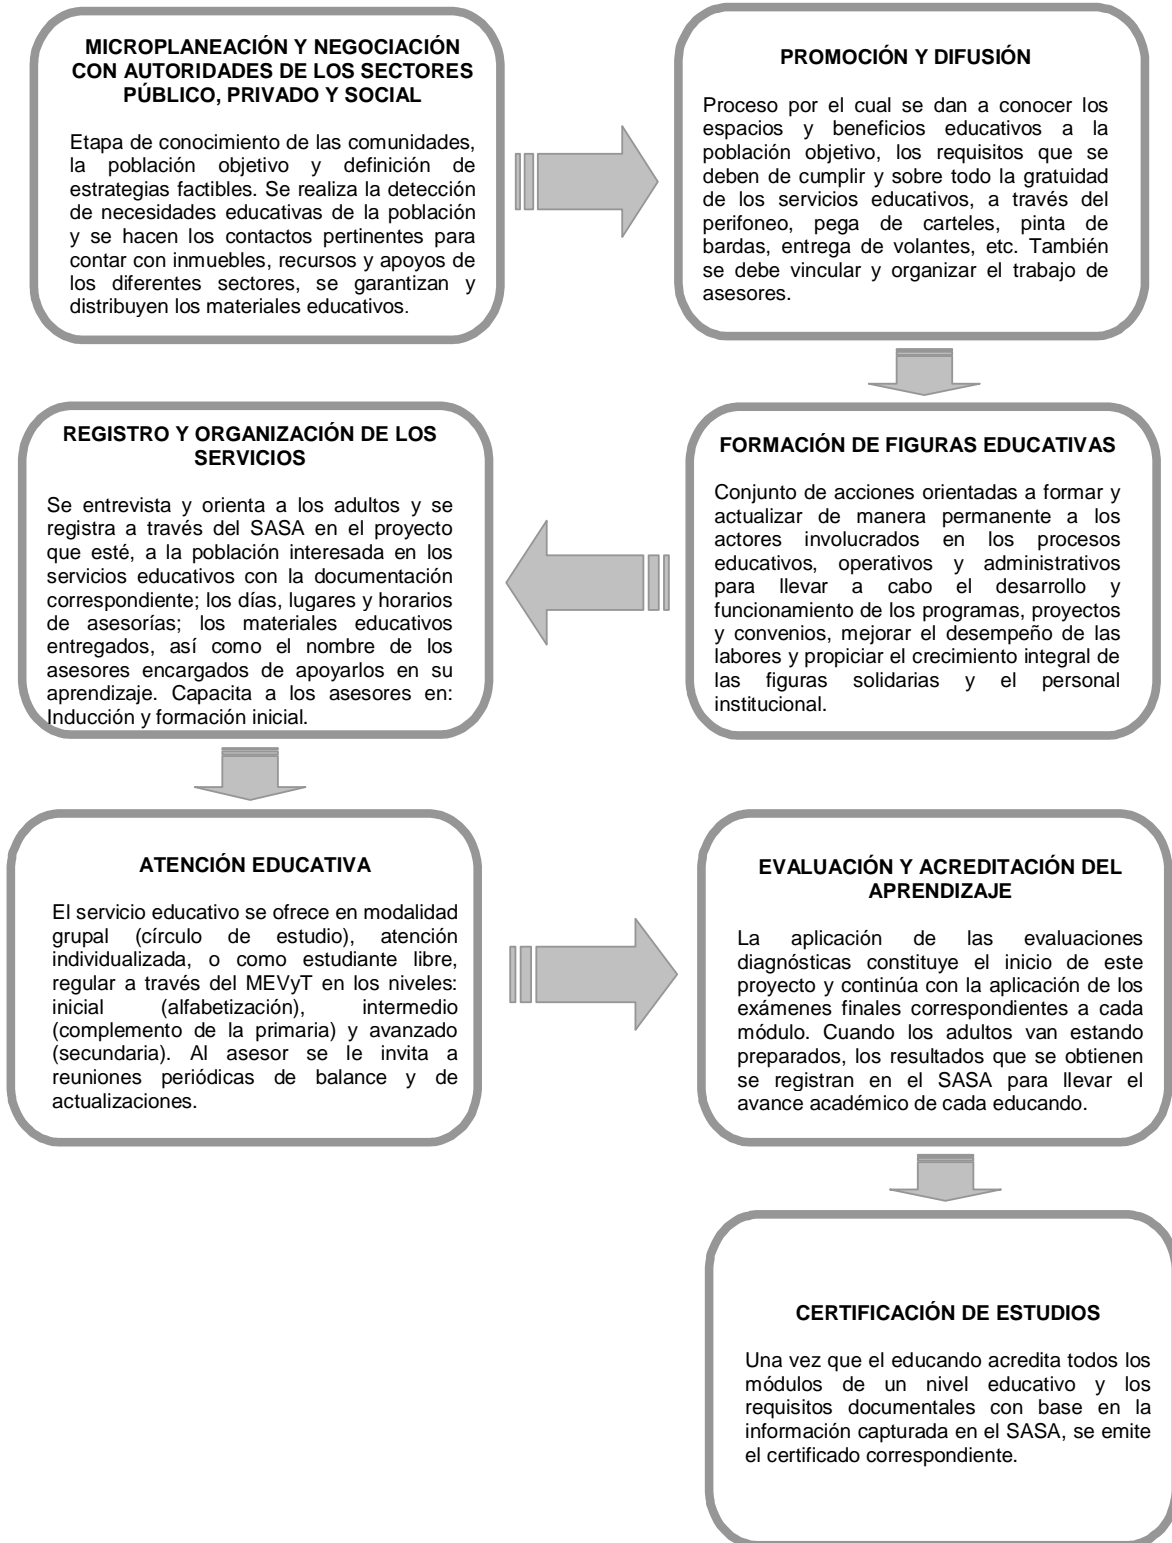 MICROPLANEACIÓN Y NEGOCIACIÓN
CON AUTORIDADES DE LOS SECTORES
PÚBLICO, PRIVADO Y SOCIAL
Etapa de conocimiento de las comunidades,
la población objetivo y definición de
estrategias factibles. Se realiza la detección
de necesidades educativas de la población
y se hacen los contactos pertinentes para
contar con inmuebles, recursos y apoyos de
los diferentes sectores, se garantizan y
distribuyen los materiales educativos.
PROMOCIÓN Y DIFUSIÓN
Proceso por el cual se dan a conocer los
espacios y beneficios educativos a la
población objetivo, los requisitos que se
deben de cumplir y sobre todo la gratuidad
de los servicios educativos, a través del
perifoneo, pega de carteles, pinta de
bardas, entrega de volantes, etc. También
se debe vincular y organizar el trabajo de
asesores.
FORMACIÓN DE FIGURAS EDUCATIVAS
Conjunto de acciones orientadas a formar y
actualizar de manera permanente a los
actores involucrados en los procesos
educativos, operativos y administrativos
para llevar a cabo el desarrollo y
funcionamiento de los programas, proyectos
y convenios, mejorar el desempeño de las
labores y propiciar el crecimiento integral de
las figuras solidarias y el personal
institucional.
REGISTRO Y ORGANIZACIÓN DE LOS
SERVICIOS
Se entrevista y orienta a los adultos y se
registra a través del SASA en el proyecto
que esté, a la población interesada en los
servicios educativos con la documentación
correspondiente; los días, lugares y horarios
de asesorías; los materiales educativos
entregados, así como el nombre de los
asesores encargados de apoyarlos en su
aprendizaje. Capacita a los asesores en:
Inducción y formación inicial.
ATENCIÓN EDUCATIVA
El servicio educativo se ofrece en modalidad
grupal (círculo de estudio), atención
individualizada, o como estudiante libre,
regular a través del MEVyT en los niveles:
inicial (alfabetización), intermedio
(complemento de la primaria) y avanzado
(secundaria). Al asesor se le invita a
reuniones periódicas de balance y de
actualizaciones.
EVALUACIÓN Y ACREDITACIÓN DEL
APRENDIZAJE
La aplicación de las evaluaciones
diagnósticas constituye el inicio de este
proyecto y continúa con la aplicación de los
exámenes finales correspondientes a cada
módulo. Cuando los adultos van estando
preparados, los resultados que se obtienen
se registran en el SASA para llevar el
avance académico de cada educando.
CERTIFICACIÓN DE ESTUDIOS
Una vez que el educando acredita todos los
módulos de un nivel educativo y los
requisitos documentales con base en la
información capturada en el SASA, se emite
el certificado correspondiente.